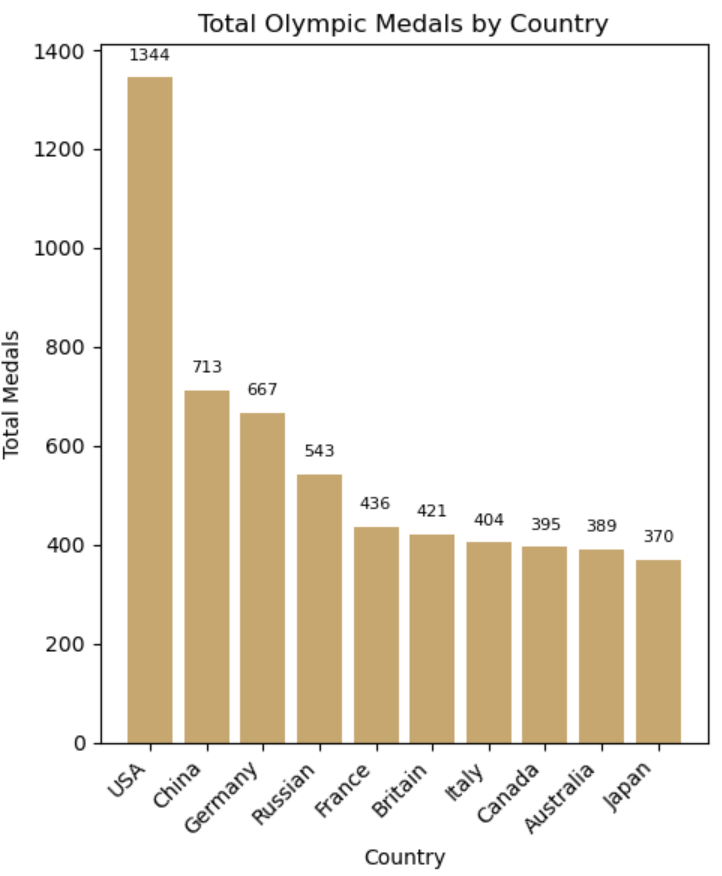 Total Olympic Medals by Country
Total Medals
1400
1200
1000
800
600
400
200
0
1344
713
667
543
436
421
404
395
389
370
USA
China
Germany
Russian
France
Britain
Italy
Canada
Australia
Japan
Country